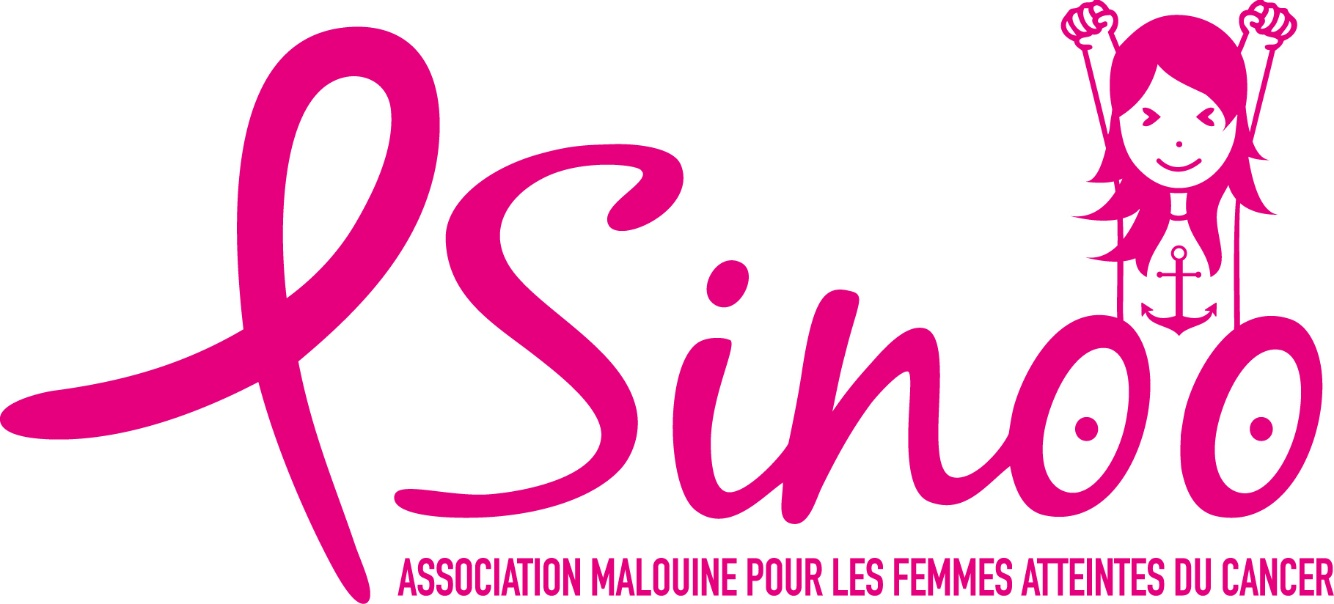 Sinoo
ASSOCIATION MALOUINE POUR LES FEMMES ATTEINTES DU CANCER